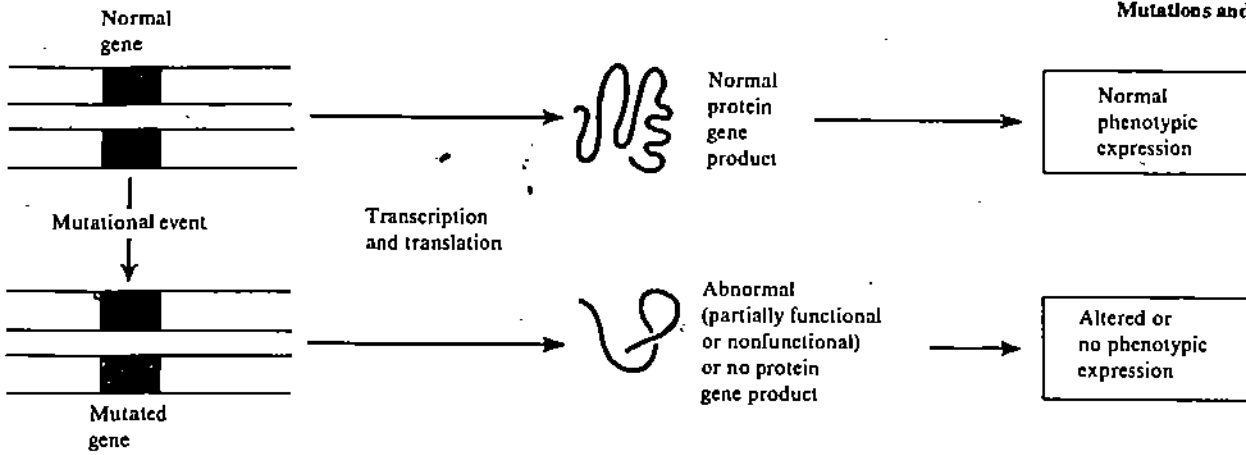 Mutations and
Normal
gene
Normal
protein
gene
product
Normal
phenotypic
expression
Mutational event
Transcription
and translation
Abnormal
(partially functional
or nonfunctional)
or no protein
gene product
Altered or
no phenotypic
expression
Mutated
gene